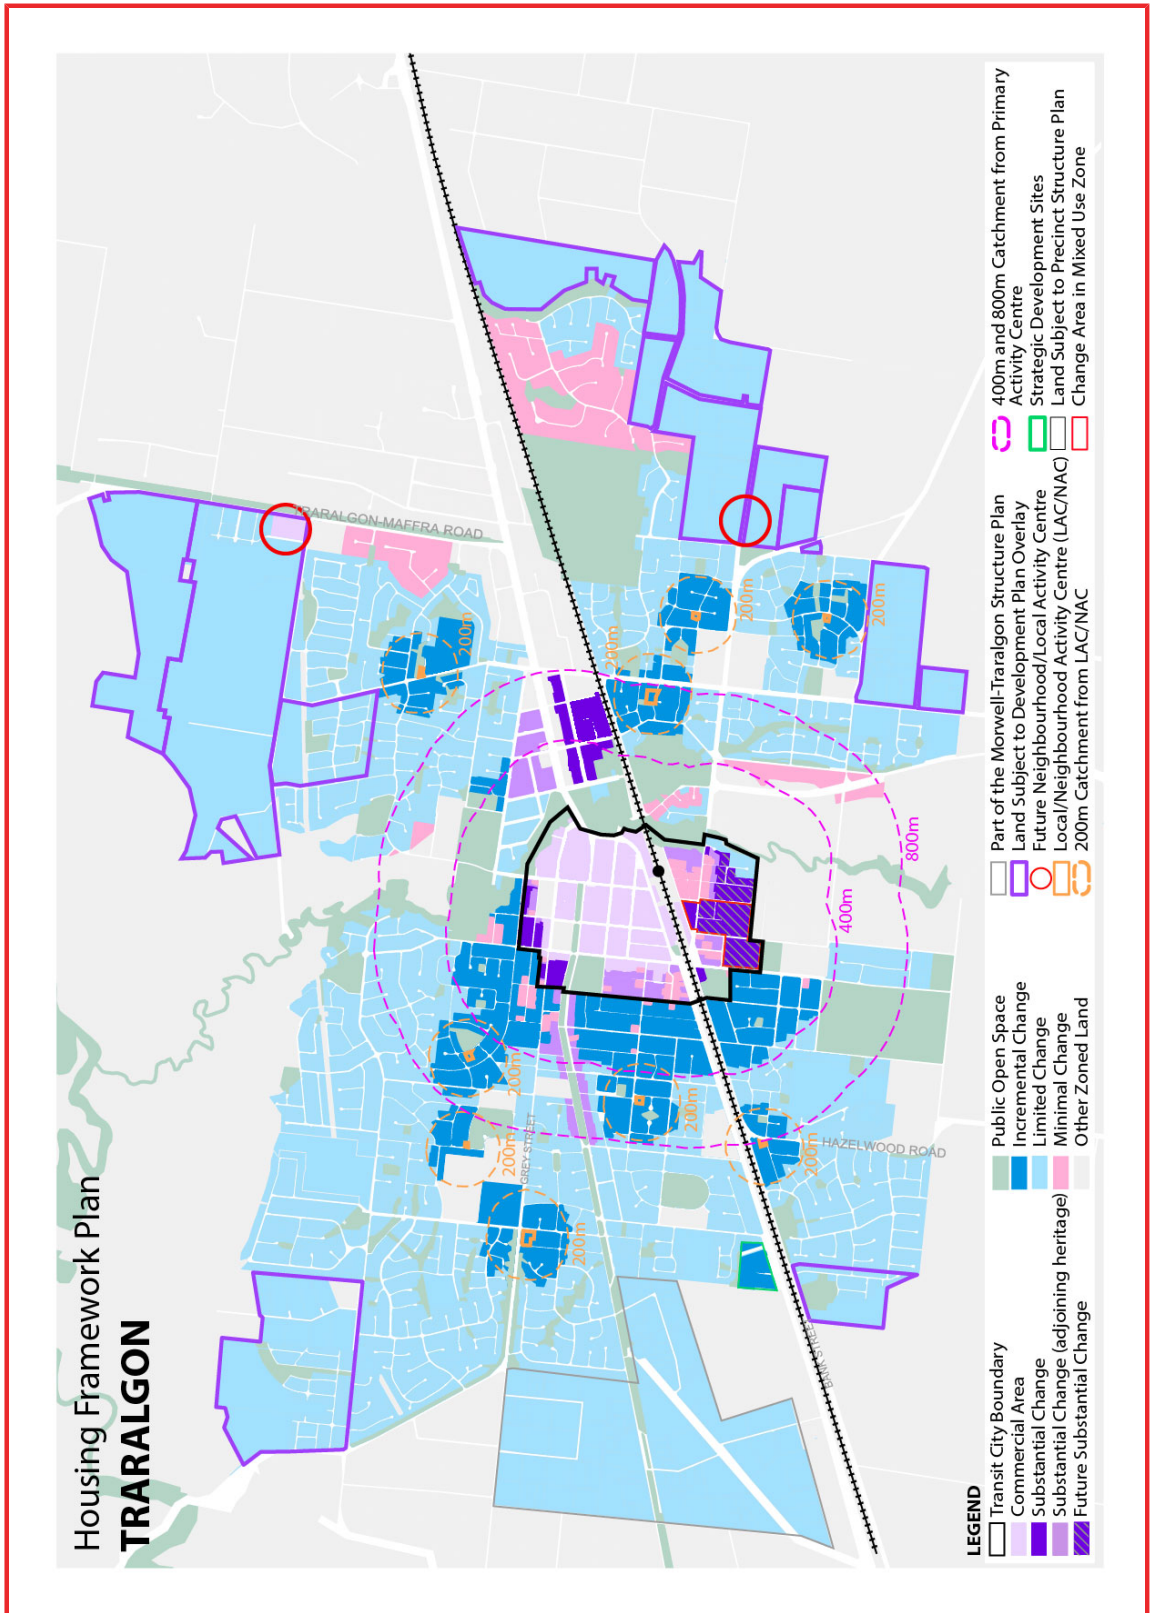 Housing Framework Plan
TRARALGON
TRARALGON-MAFFRA ROAD
200m
200m
200m
200m
200m
800m
400m
200m
200m
200m
200m
200m
GREY STREET
HAZELWOOD ROAD
BANK STREET
LEGEND
Transit City Boundary
Commercial Area
Substantial Change
Substantial Change (adjoining heritage)
Future Substantial Change
Public Open Space
Incremental Change
Limited Change
Minimal Change
Other Zoned Land
Part of the Morwell-Traralgon Structure Plan
Land Subject to Development Plan Overlay
Future Neighbourhood/Local Activity Centre
Local/Neighbourhood Activity Centre (LAC/NAC)
200m Catchment from LAC/NAC
400m and 800m Catchment from Primary
Activity Centre
Strategic Development Sites
Land Subject to Precinct Structure Plan
Change Area in Mixed Use Zone